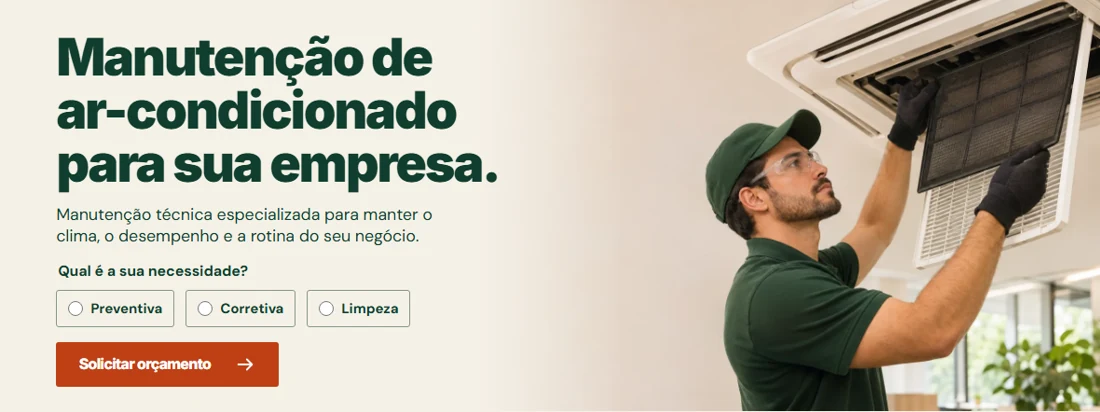 Manutenção de
ar-condicionado
para sua empresa.
Manutenção técnica especializada para manter o
clima, o desempenho e a rotina do seu negócio.
Qual é a sua necessidade?
Preventiva Corretiva Limpeza
Solicitar orçamento →